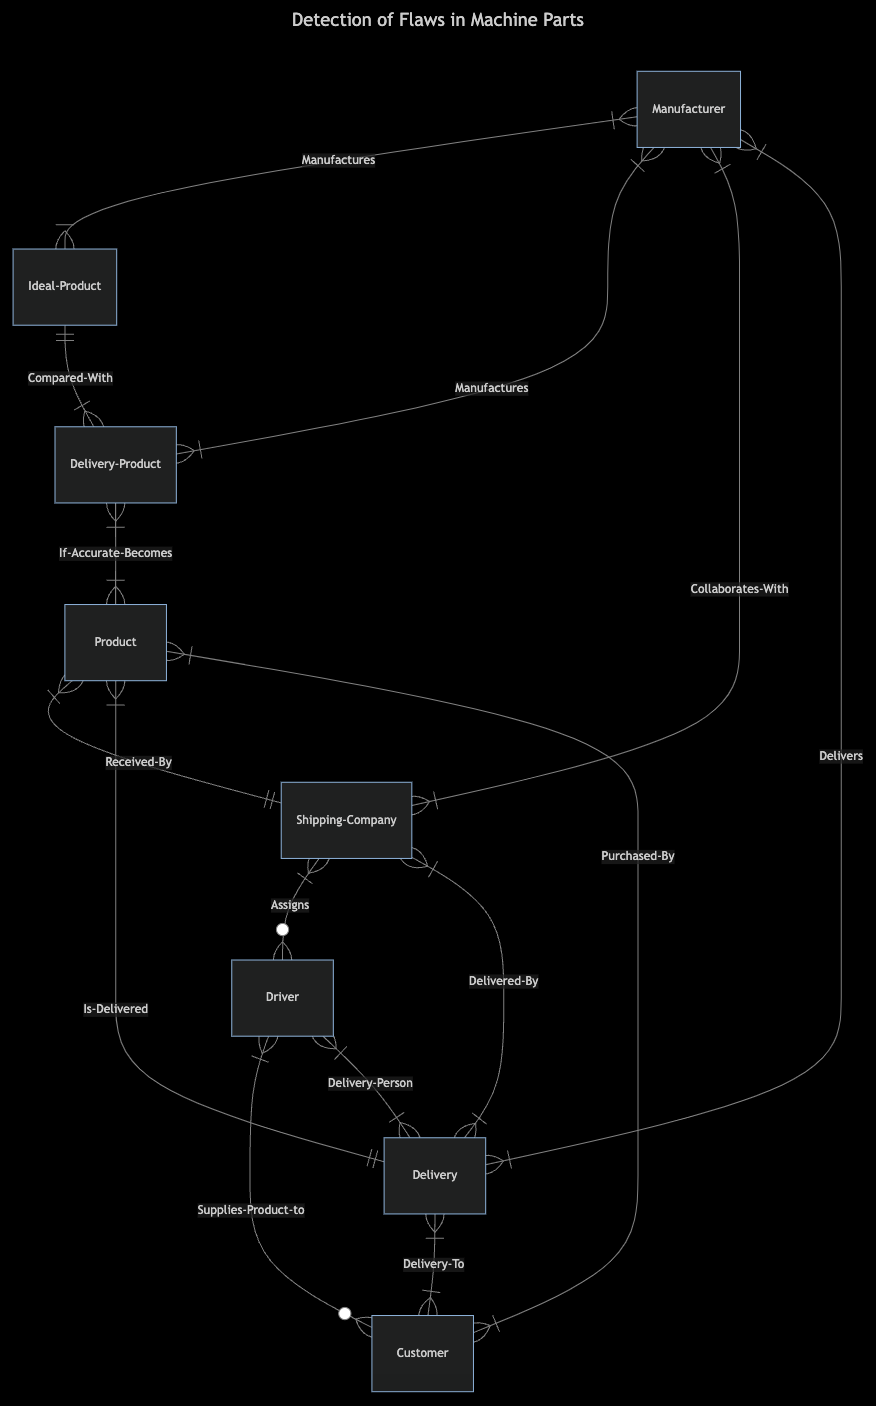 Detection of Flaws in Machine Parts
Manufacturer
Manufactures
Ideal-Product
Compared-With
Manufactures
Delivery-Product
If-Accurate-Becomes
Collaborates-With
Product
Delivers
Received-By
Shipping-Company
Purchased-By
Assigns
Delivered-By
Driver
Is-Delivered
Delivery-Person
Delivery
Supplies-Product-to
Delivery-To
Customer